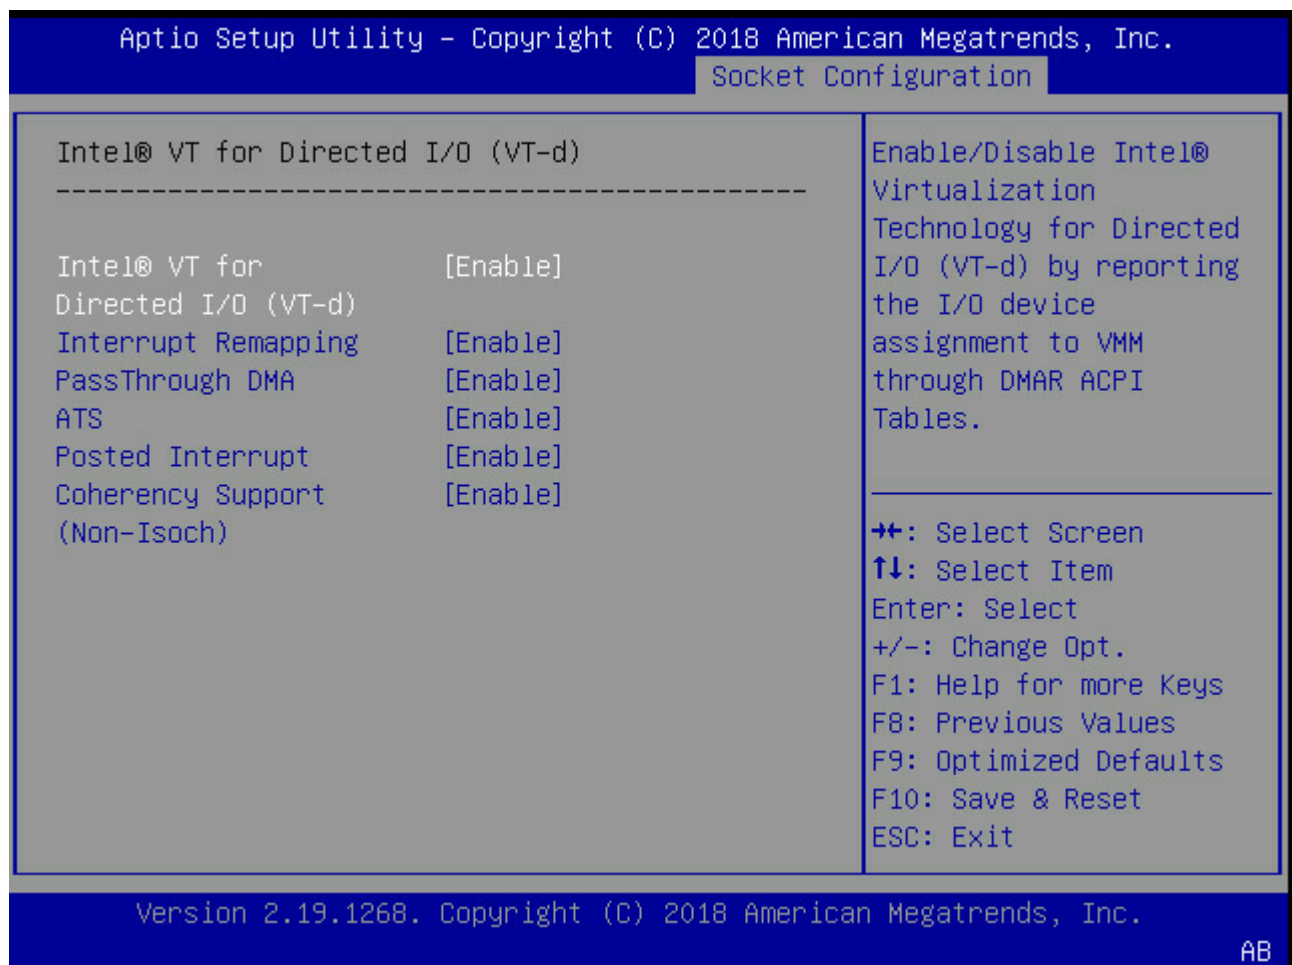 Aptio Setup Utility – Copyright (C) 2018 American Megatrends, Inc.
Socket Configuration
Intel® VT for Directed I/O (VT-d)
-----------------------------------------------
Intel® VT for [Enable]
Directed I/O (VT-d)
Interrupt Remapping [Enable]
PassThrough DMA [Enable]
ATS [Enable]
Posted Interrupt [Enable]
Coherency Support [Enable]
(Non-Isoch)
Enable/Disable Intel®
Virtualization
Technology for Directed
I/O (VT-d) by reporting
the I/O device
assignment to VMM
through DMAR ACPI
Tables.
→←: Select Screen
↑↓: Select Item
Enter: Select
+/-: Change Opt.
F1: Help for more Keys
F8: Previous Values
F9: Optimized Defaults
F10: Save & Reset
ESC: Exit
Version 2.19.1268. Copyright (C) 2018 American Megatrends, Inc.
AB